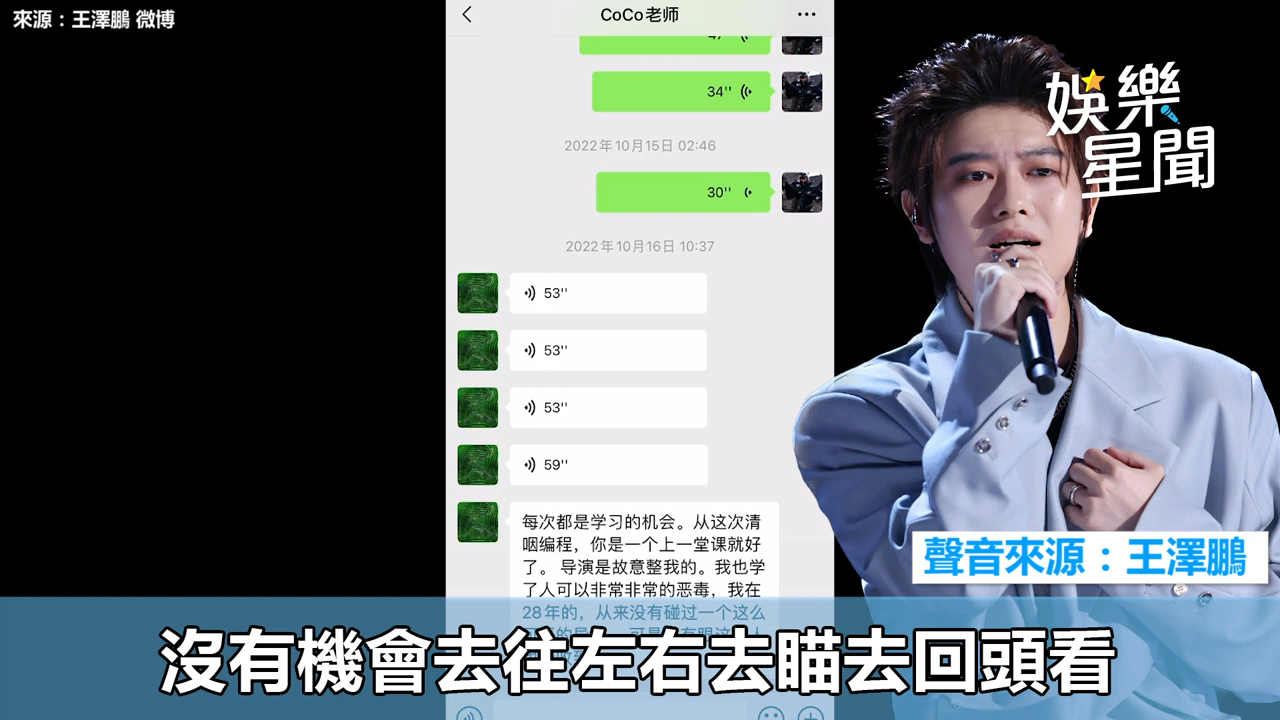 來源：王澤鵬 微博
CoCo老师
47''
34''
2022年10月15日 02:46
30''
2022年10月16日 10:37
53''
53''
53''
59''
每次都是学习的机会。从这次清
咽编程，你是一个上一堂课就好
了。 导演是故意整我的。我也学
了人可以非常非常的恶毒，我在
28年的，从来没有碰过一个这么
娛樂
星聞
聲音來源：王澤鵬
沒有機會去往左右去瞄去回頭看